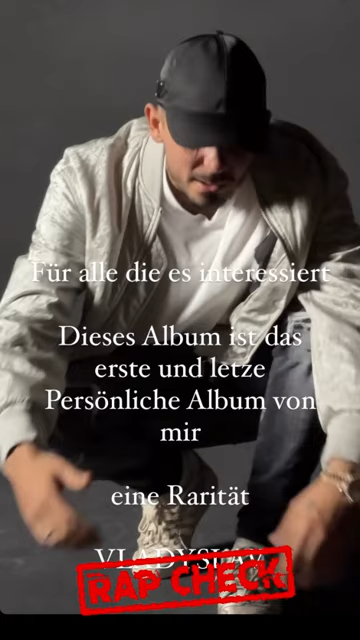 Für alle die es interessiert
Dieses Album ist das
erste und letze
Persönliche Album von
mir
eine Rarität
VLADYSLAV
RAP CHECK